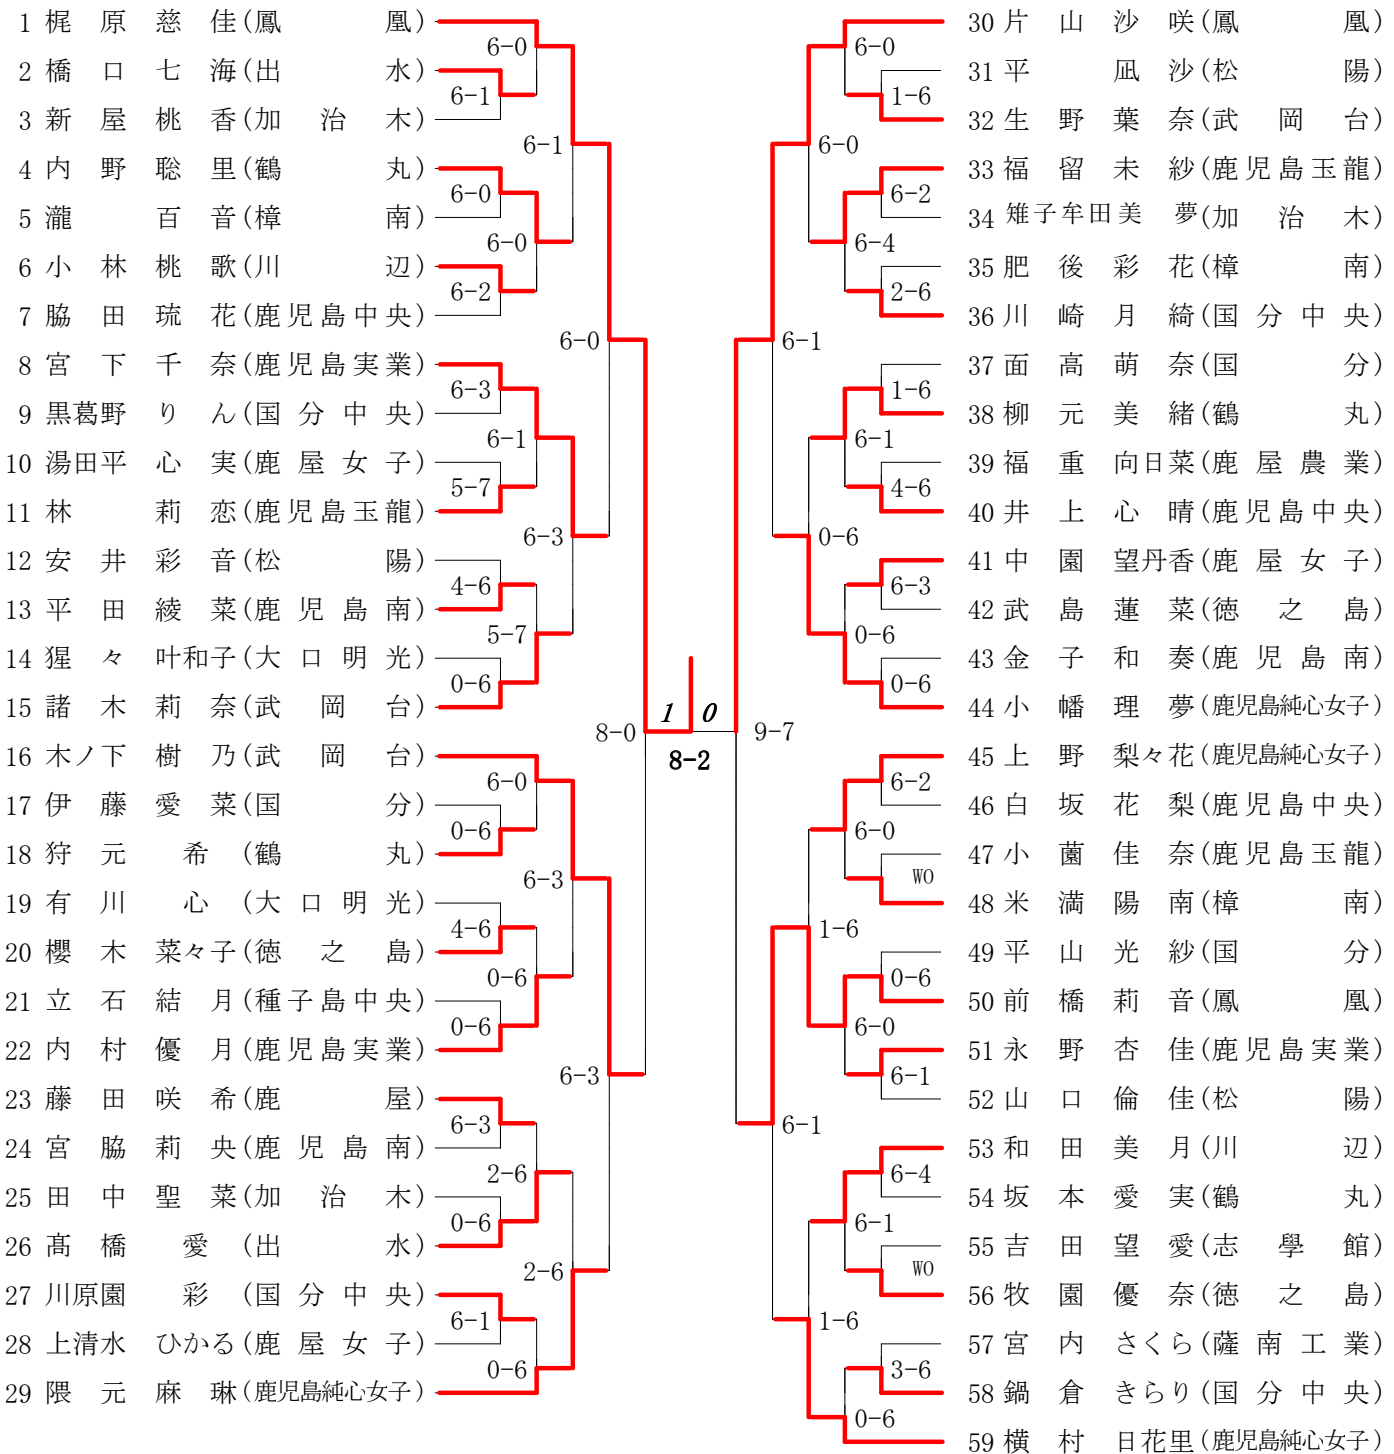 1 梶 原 慈 佳(鳳 凰)
2 橋 口 七 海(出 水)
3 新 屋 桃 香(加 治 木)
4 内 野 聡 里(鶴 丸)
5 瀧 百 音(樟 南)
6 小 林 桃 歌(川 辺)
7 脇 田 琉 花(鹿児島中央)
8 宮 下 千 奈(鹿児島実業)
9 黒葛野 り ん(国 分 中 央)
10 湯田平 心 実(鹿 屋 女 子)
11 林 莉 恋(鹿児島玉龍)
12 安 井 彩 音(松 陽)
13 平 田 綾 菜(鹿 児 島 南)
14 猩 々 叶和子(大 口 明 光)
15 諸 木 莉 奈(武 岡 台)
16 木ノ下 樹 乃(武 岡 台)
17 伊 藤 愛 菜(国 分)
18 狩 元 希 (鶴 丸)
19 有 川 心 (大 口 明 光)
20 櫻 木 菜々子(徳 之 島)
21 立 石 結 月(種子島中央)
22 内 村 優 月(鹿児島実業)
23 藤 田 咲 希(鹿 屋)
24 宮 脇 莉 央(鹿 児 島 南)
25 田 中 聖 菜(加 治 木)
26 髙 橋 愛 (出 水)
27 川原園 彩 (国 分 中 央)
28 上清水 ひかる(鹿 屋 女 子)
29 隈 元 麻 琳(鹿児島純心女子)
6-0
6-1
6-1
6-0
6-0
6-2
6-0
6-3
6-1
5-7
6-3
4-6
5-7
0-6
8-0
6-0
0-6
6-3
4-6
0-6
0-6
6-3
6-3
2-6
0-6
2-6
6-1
0-6
1 0
8-2
6-0
1-6
6-0
6-2
6-4
2-6
6-1
1-6
6-1
4-6
0-6
6-3
0-6
0-6
9-7
6-2
6-0
WO
1-6
0-6
6-0
6-1
6-1
6-4
6-1
WO
1-6
3-6
0-6
30 片 山 沙 咲(鳳 凰)
31 平 凪 沙(松 陽)
32 生 野 葉 奈(武 岡 台)
33 福 留 未 紗(鹿児島玉龍)
34 雉子牟田美 夢(加 治 木)
35 肥 後 彩 花(樟 南)
36 川 崎 月 綺(国 分 中 央)
37 面 高 萌 奈(国 分)
38 柳 元 美 緒(鶴 丸)
39 福 重 向日菜(鹿 屋 農 業)
40 井 上 心 晴(鹿児島中央)
41 中 園 望丹香(鹿 屋 女 子)
42 武 島 蓮 菜(徳 之 島)
43 金 子 和 奏(鹿 児 島 南)
44 小 幡 理 夢(鹿児島純心女子)
45 上 野 梨々花(鹿児島純心女子)
46 白 坂 花 梨(鹿児島中央)
47 小 薗 佳 奈(鹿児島玉龍)
48 米 満 陽 南(樟 南)
49 平 山 光 紗(国 分)
50 前 橋 莉 音(鳳 凰)
51 永 野 杏 佳(鹿児島実業)
52 山 口 倫 佳(松 陽)
53 和 田 美 月(川 辺)
54 坂 本 愛 実(鶴 丸)
55 吉 田 望 愛(志 學 館)
56 牧 園 優 奈(徳 之 島)
57 宮 内 さくら(薩 南 工 業)
58 鍋 倉 きらり(国 分 中 央)
59 横 村 日花里(鹿児島純心女子)